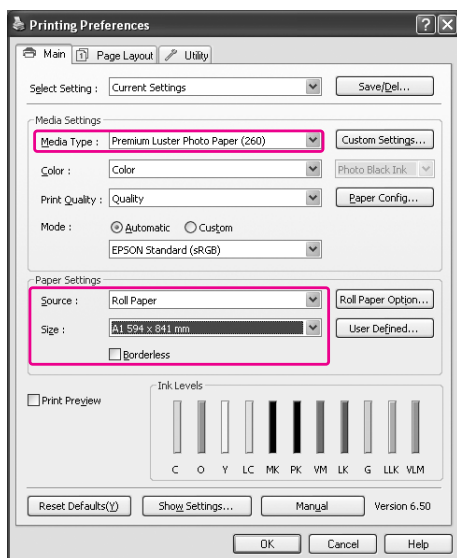 Printing Preferences
Main Page Layout Utility
Select Setting : Current Settings Save/Del...
Media Settings
Media Type : Premium Luster Photo Paper (260) Custom Settings...
Color : Color Photo Black Ink
Print Quality : Quality Paper Config...
Mode : Automatic Custom
EPSON Standard (sRGB)
Paper Settings
Source : Roll Paper Roll Paper Option...
Size : A1 594 x 841 mm User Defined...
Borderless
Print Preview Ink Levels
C O Y LC MK PK VM LK G LLK VLM
Reset Defaults(Y) Show Settings... Manual Version 6.50
OK Cancel Help